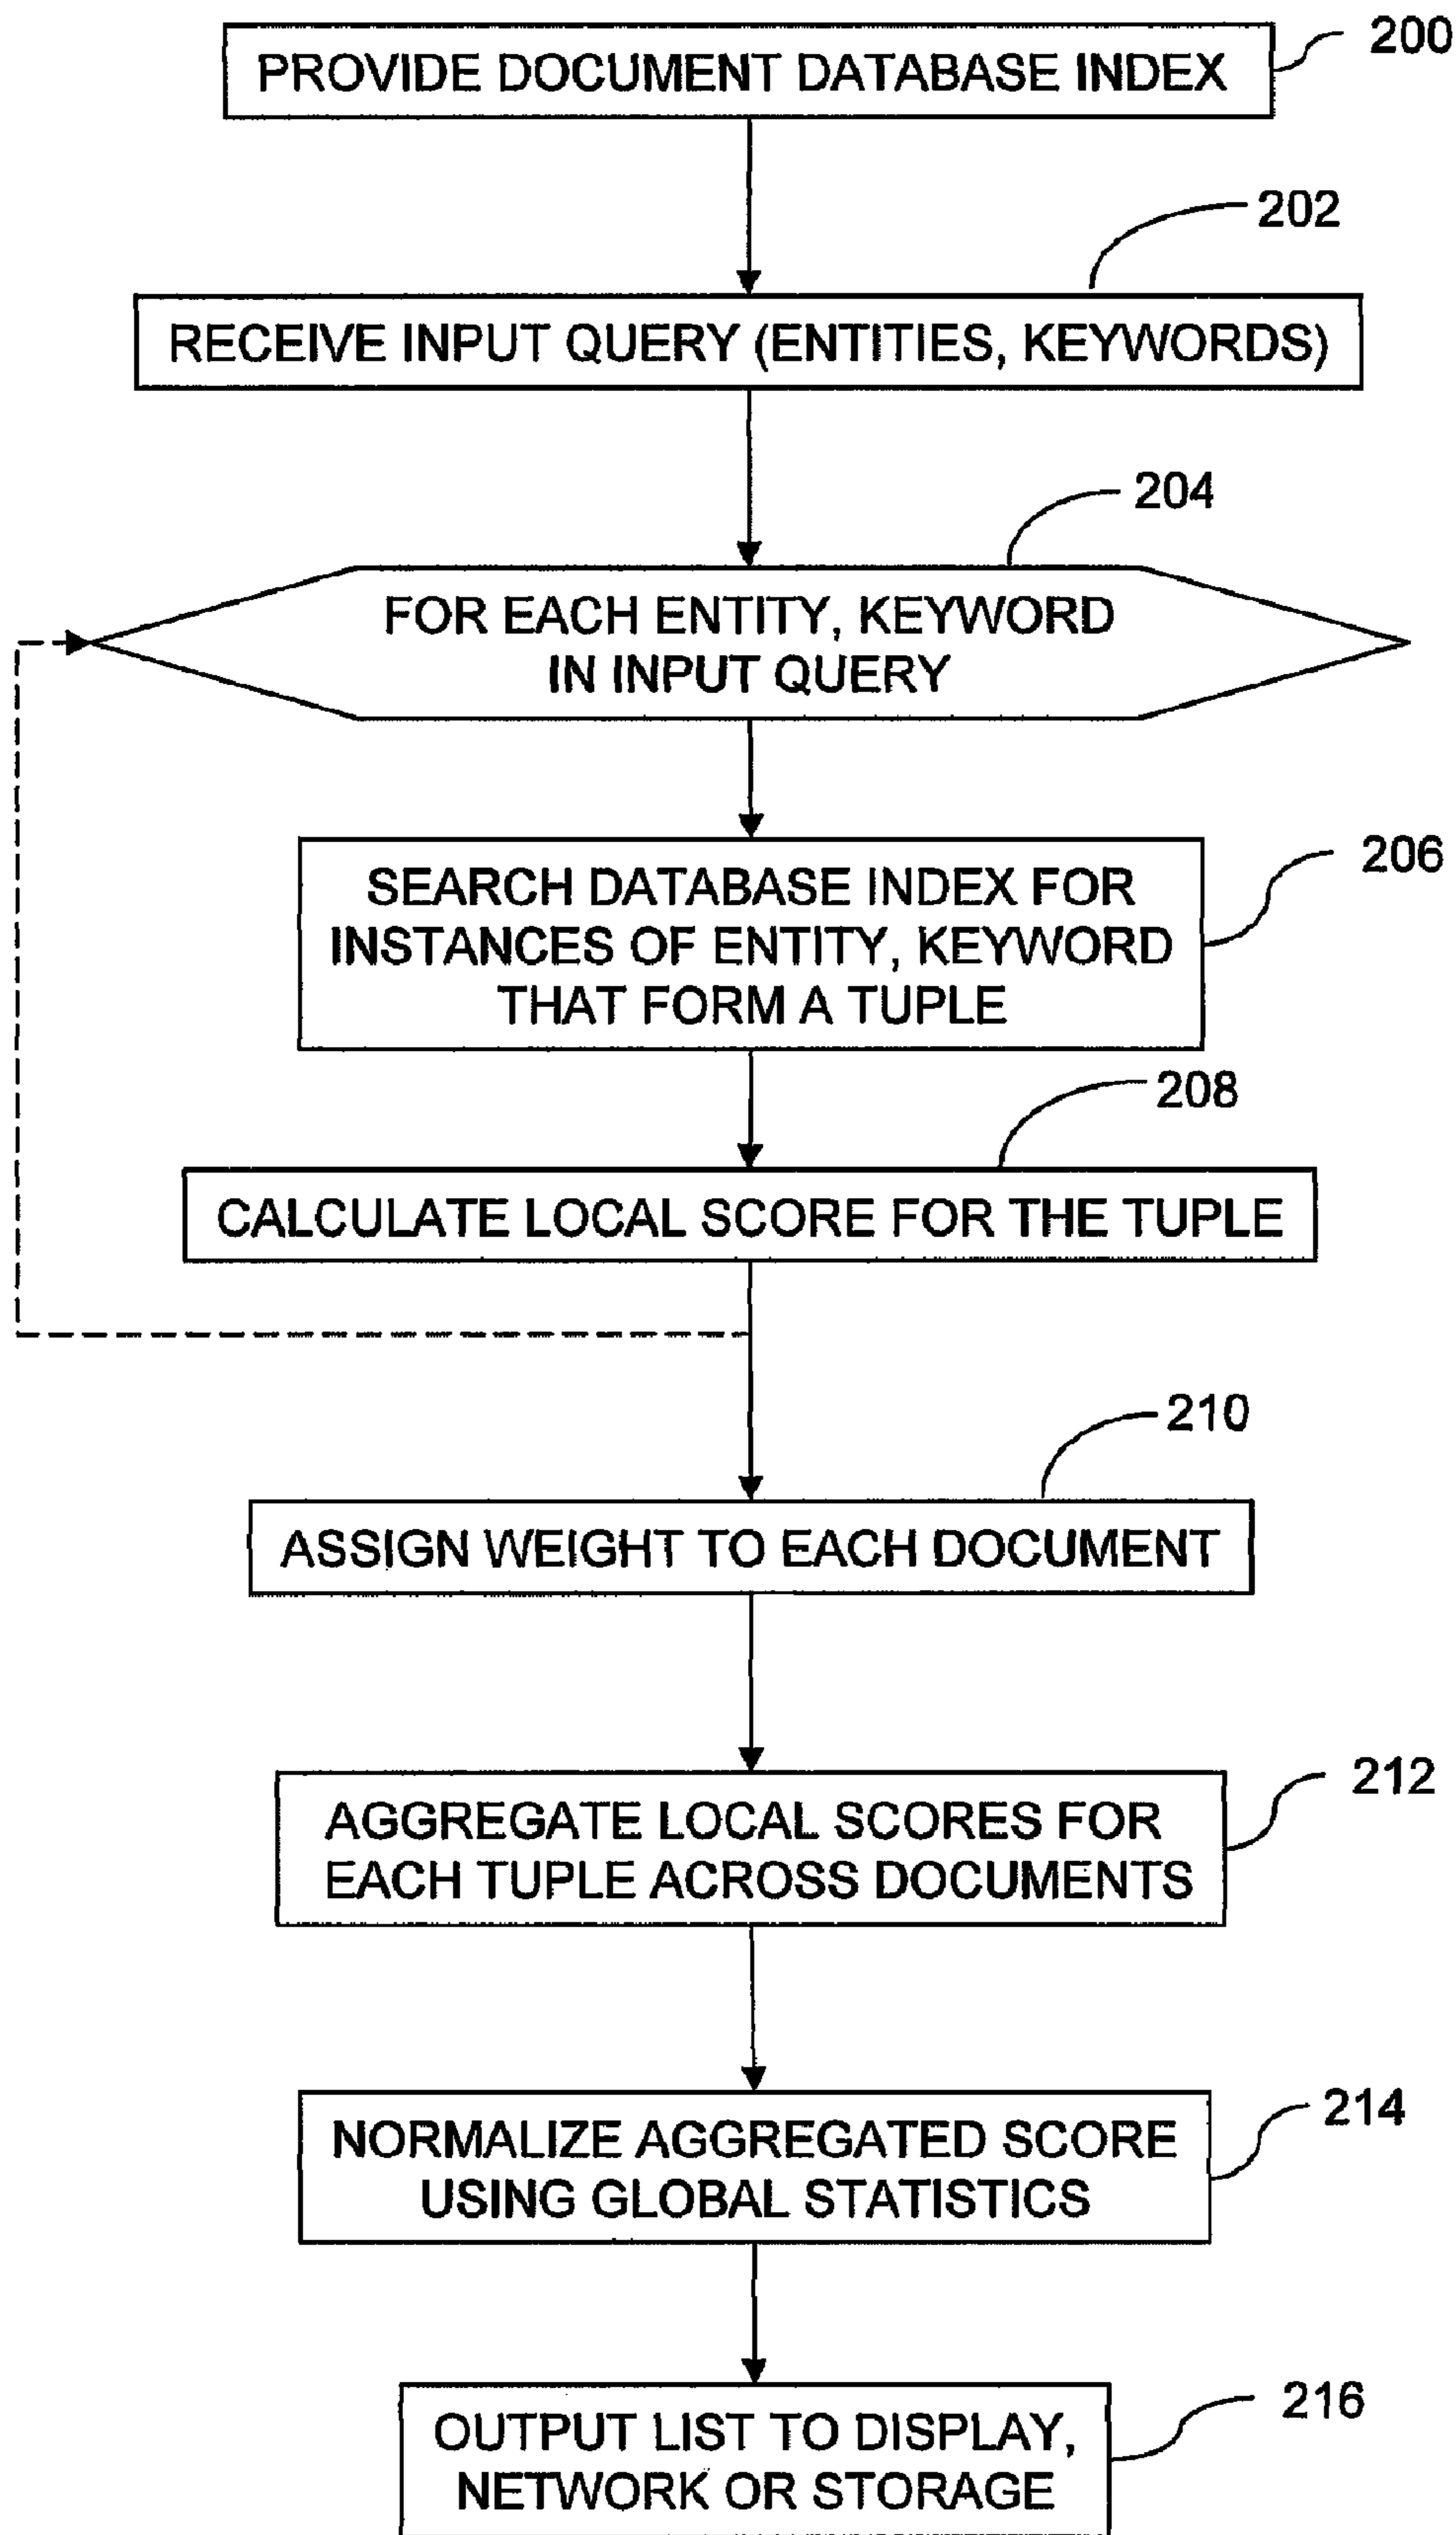 PROVIDE DOCUMENT DATABASE INDEX
200
202
RECEIVE INPUT QUERY (ENTITIES, KEYWORDS)
204
FOR EACH ENTITY, KEYWORD
IN INPUT QUERY
206
SEARCH DATABASE INDEX FOR
INSTANCES OF ENTITY, KEYWORD
THAT FORM A TUPLE
208
CALCULATE LOCAL SCORE FOR THE TUPLE
210
ASSIGN WEIGHT TO EACH DOCUMENT
212
AGGREGATE LOCAL SCORES FOR
EACH TUPLE ACROSS DOCUMENTS
214
NORMALIZE AGGREGATED SCORE
USING GLOBAL STATISTICS
216
OUTPUT LIST TO DISPLAY,
NETWORK OR STORAGE